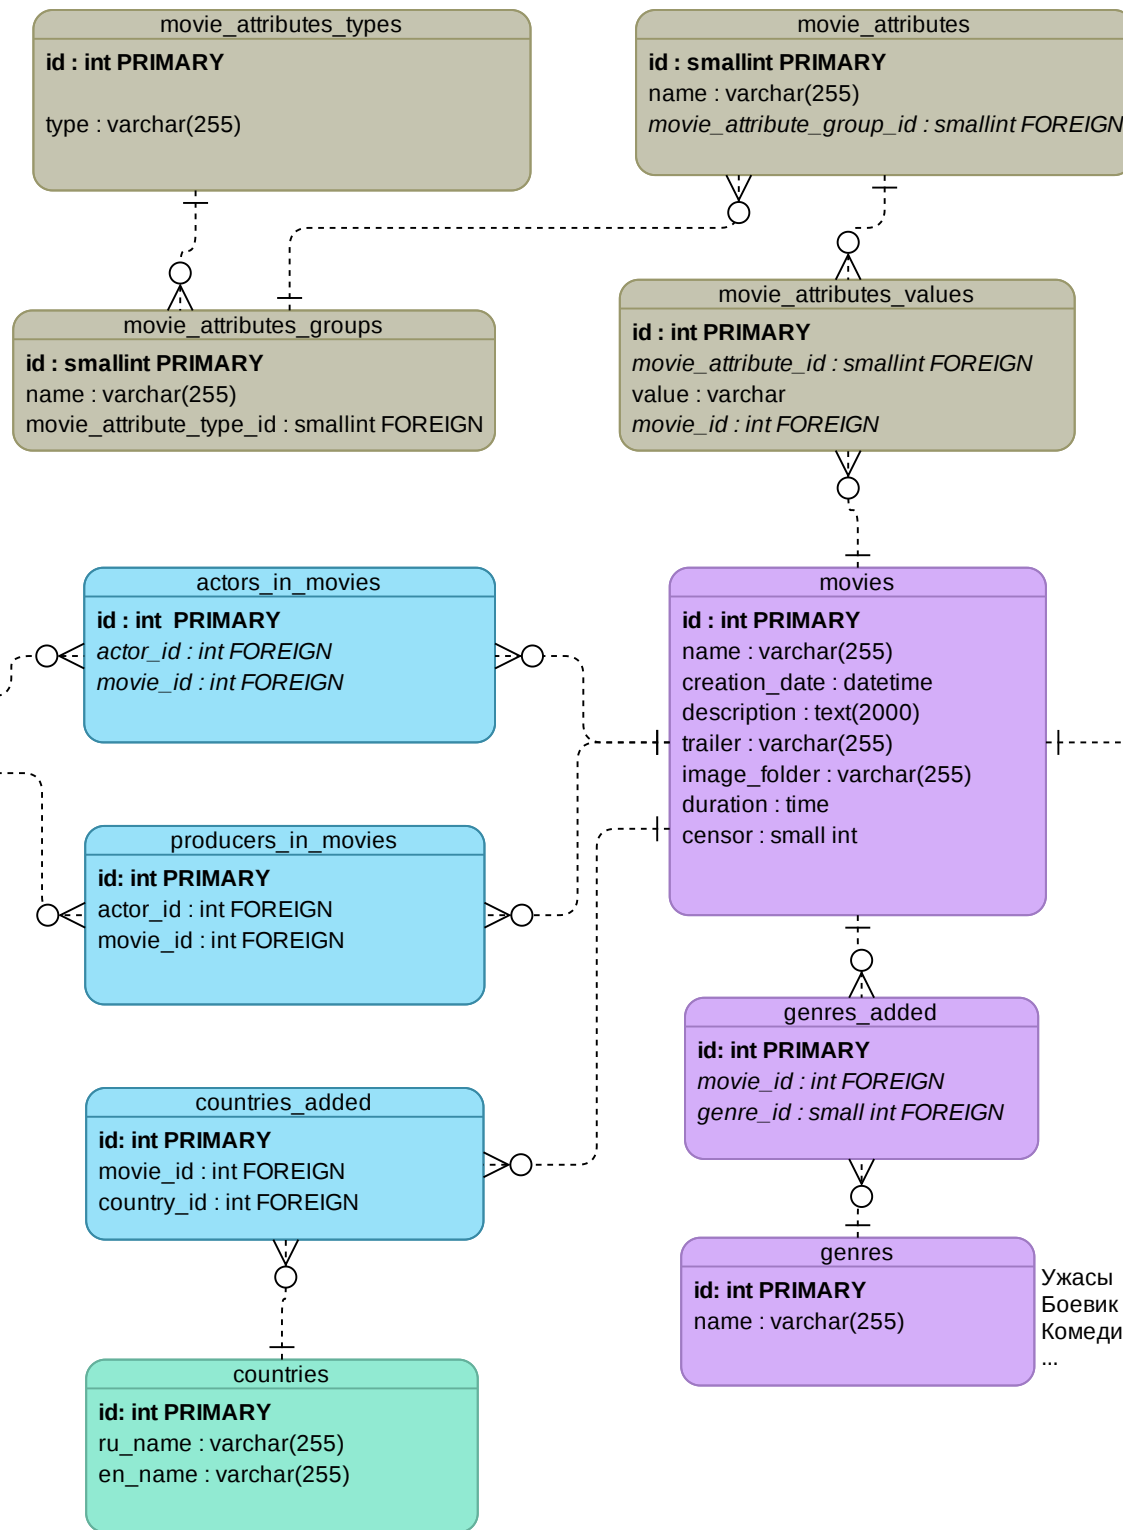 movie_attributes_types
id : int PRIMARY
type : varchar(255)
movie_attributes
id : smallint PRIMARY
name : varchar(255)
movie_attribute_group_id : smallint FOREIGN
movie_attributes_groups
id : smallint PRIMARY
name : varchar(255)
movie_attribute_type_id : smallint FOREIGN
movie_attributes_values
id : int PRIMARY
movie_attribute_id : smallint FOREIGN
value : varchar
movie_id : int FOREIGN
actors_in_movies
id : int  PRIMARY
actor_id : int FOREIGN
movie_id : int FOREIGN
movies
id : int PRIMARY
name : varchar(255)
creation_date : datetime
description : text(2000)
trailer : varchar(255)
image_folder : varchar(255)
duration : time
censor : small int
producers_in_movies
id: int PRIMARY
actor_id : int FOREIGN
movie_id : int FOREIGN
genres_added
id: int PRIMARY
movie_id : int FOREIGN
genre_id : small int FOREIGN
countries_added
id: int PRIMARY
movie_id : int FOREIGN
country_id : int FOREIGN
genres
id: int PRIMARY
name : varchar(255)
Ужасы
Боевик
Комеди
...
countries
id: int PRIMARY
ru_name : varchar(255)
en_name : varchar(255)